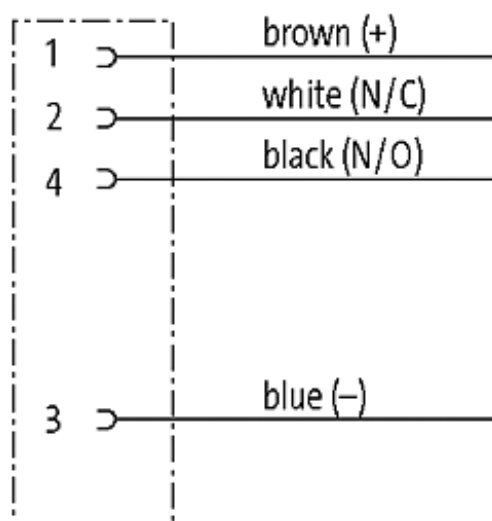 1 brown (+)
2 white (N/C)
4 black (N/O)
3 blue (–)